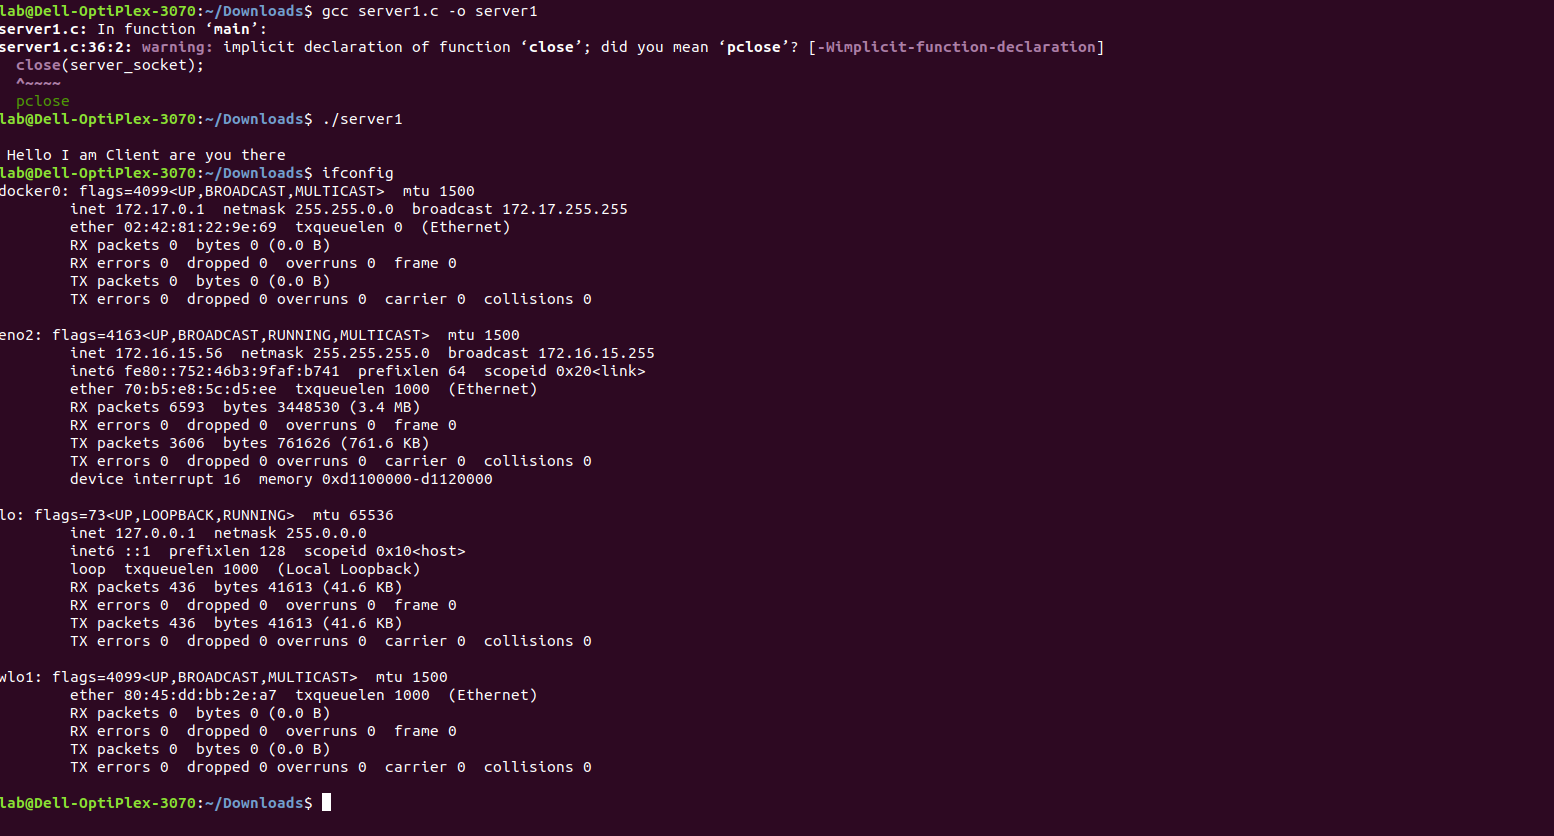 lab@Dell-OptiPlex-3070:~/Downloads$ gcc server1.c -o server1
server1.c: In function ‘main’:
server1.c:36:2: warning: implicit declaration of function ‘close’; did you mean ‘pclose’? [-Wimplicit-function-declaration]
  close(server_socket);
  ^~~~~
  pclose
lab@Dell-OptiPlex-3070:~/Downloads$ ./server1

 Hello I am Client are you there
lab@Dell-OptiPlex-3070:~/Downloads$ ifconfig
docker0: flags=4099<UP,BROADCAST,MULTICAST>  mtu 1500
        inet 172.17.0.1  netmask 255.255.0.0  broadcast 172.17.255.255
        ether 02:42:81:22:9e:69  txqueuelen 0  (Ethernet)
        RX packets 0  bytes 0 (0.0 B)
        RX errors 0  dropped 0  overruns 0  frame 0
        TX packets 0  bytes 0 (0.0 B)
        TX errors 0  dropped 0 overruns 0  carrier 0  collisions 0

eno2: flags=4163<UP,BROADCAST,RUNNING,MULTICAST>  mtu 1500
        inet 172.16.15.56  netmask 255.255.255.0  broadcast 172.16.15.255
        inet6 fe80::752:46b3:9faf:b741  prefixlen 64  scopeid 0x20<link>
        ether 70:b5:e8:5c:d5:ee  txqueuelen 1000  (Ethernet)
        RX packets 6593  bytes 3448530 (3.4 MB)
        RX errors 0  dropped 0  overruns 0  frame 0
        TX packets 3606  bytes 761626 (761.6 KB)
        TX errors 0  dropped 0 overruns 0  carrier 0  collisions 0
        device interrupt 16  memory 0xd1100000-d1120000

lo: flags=73<UP,LOOPBACK,RUNNING>  mtu 65536
        inet 127.0.0.1  netmask 255.0.0.0
        inet6 ::1  prefixlen 128  scopeid 0x10<host>
        loop  txqueuelen 1000  (Local Loopback)
        RX packets 436  bytes 41613 (41.6 KB)
        RX errors 0  dropped 0  overruns 0  frame 0
        TX packets 436  bytes 41613 (41.6 KB)
        TX errors 0  dropped 0 overruns 0  carrier 0  collisions 0

wlo1: flags=4099<UP,BROADCAST,MULTICAST>  mtu 1500
        ether 80:45:dd:bb:2e:a7  txqueuelen 1000  (Ethernet)
        RX packets 0  bytes 0 (0.0 B)
        RX errors 0  dropped 0  overruns 0  frame 0
        TX packets 0  bytes 0 (0.0 B)
        TX errors 0  dropped 0 overruns 0  carrier 0  collisions 0

lab@Dell-OptiPlex-3070:~/Downloads$